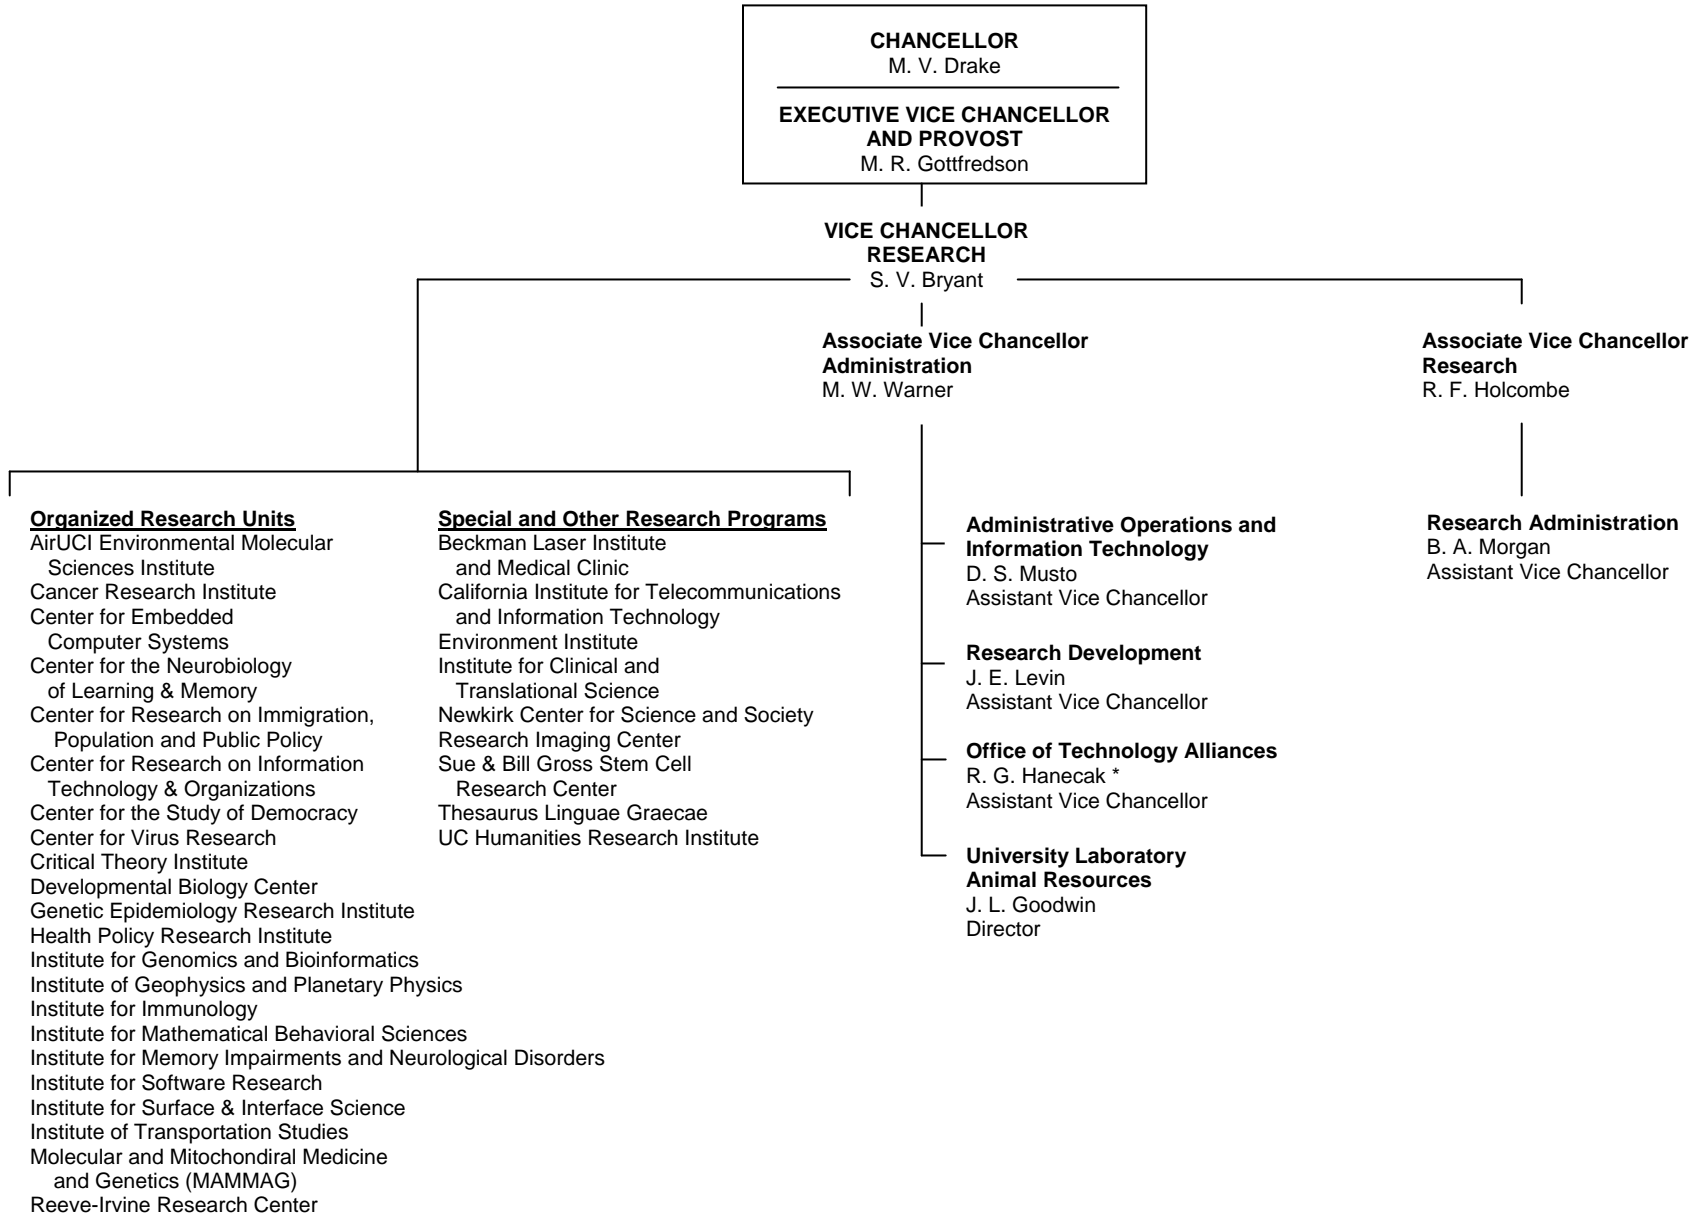 CHANCELLOR
M. V. Drake
EXECUTIVE VICE CHANCELLOR
AND PROVOST
M. R. Gottfredson
VICE CHANCELLOR
RESEARCH
S. V. Bryant
Associate Vice Chancellor
Administration
M. W. Warner
Associate Vice Chancellor
Research
R. F. Holcombe
Organized Research Units
AirUCI Environmental Molecular
Sciences Institute
Cancer Research Institute
Center for Embedded
Computer Systems
Center for the Neurobiology
of Learning & Memory
Center for Research on Immigration,
Population and Public Policy
Center for Research on Information
Technology & Organizations
Center for the Study of Democracy
Center for Virus Research
Critical Theory Institute
Developmental Biology Center
Genetic Epidemiology Research Institute
Health Policy Research Institute
Institute for Genomics and Bioinformatics
Institute of Geophysics and Planetary Physics
Institute for Immunology
Institute for Mathematical Behavioral Sciences
Institute for Memory Impairments and Neurological Disorders
Institute for Software Research
Institute for Surface & Interface Science
Institute of Transportation Studies
Molecular and Mitochondiral Medicine
and Genetics (MAMMAG)
Reeve-Irvine Research Center
Special and Other Research Programs
Beckman Laser Institute
and Medical Clinic
California Institute for Telecommunications
and Information Technology
Environment Institute
Institute for Clinical and
Translational Science
Newkirk Center for Science and Society
Research Imaging Center
Sue & Bill Gross Stem Cell
Research Center
Thesaurus Linguae Graecae
UC Humanities Research Institute
Administrative Operations and
Information Technology
D. S. Musto
Assistant Vice Chancellor
Research Development
J. E. Levin
Assistant Vice Chancellor
Office of Technology Alliances
R. G. Hanecak *
Assistant Vice Chancellor
University Laboratory
Animal Resources
J. L. Goodwin
Director
Research Administration
B. A. Morgan
Assistant Vice Chancellor